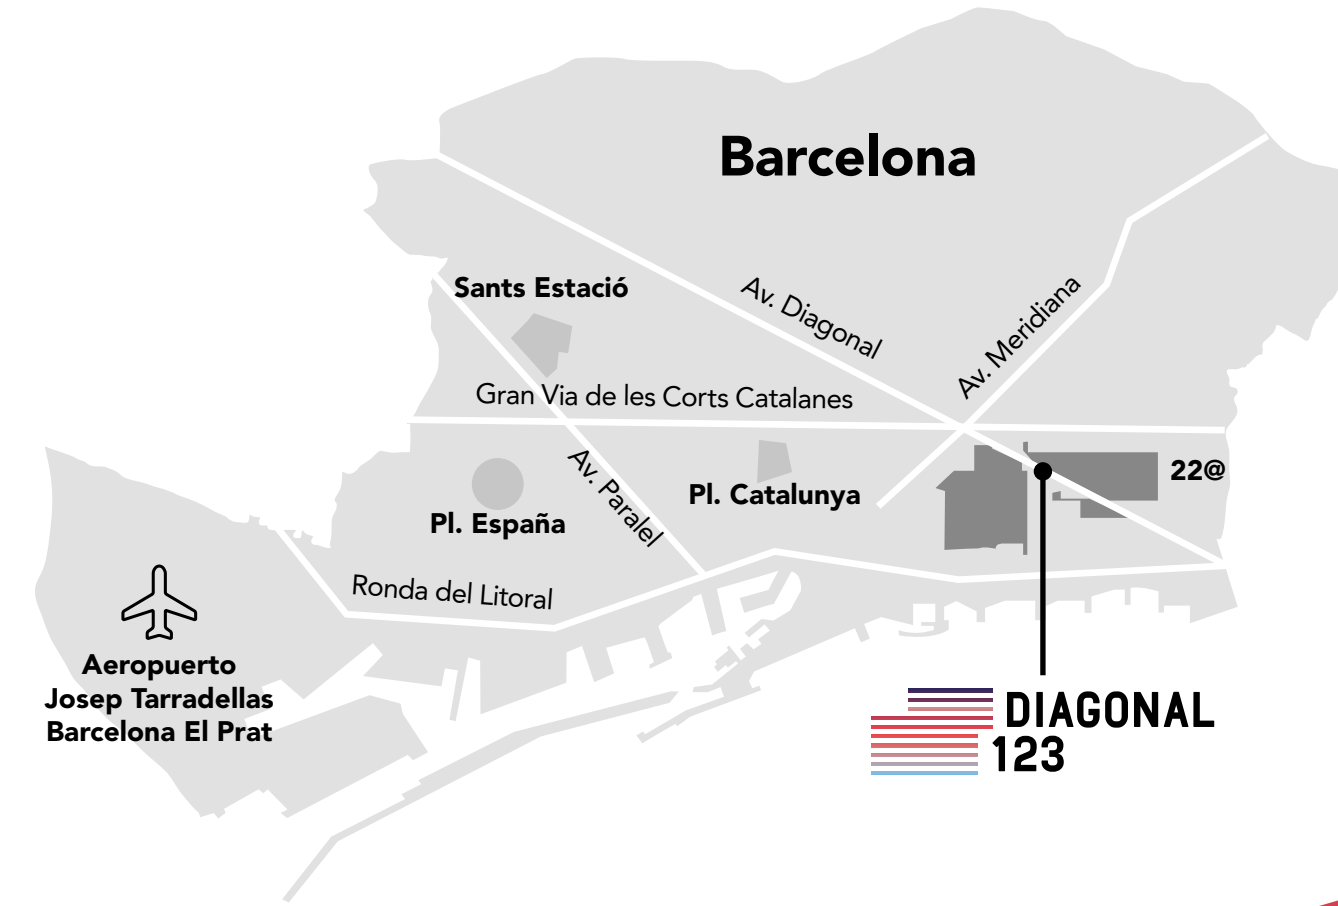 Barcelona
Sants Estació
Av. Diagonal
Av. Meridiana
Gran Via de les Corts Catalanes
Av. Paralel
22@
Pl. Catalunya
Pl. España
Ronda del Litoral
Aeropuerto
Josep Tarradellas
Barcelona El Prat
DIAGONAL
123